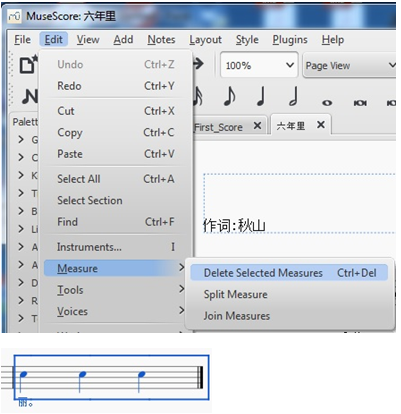 MuseScore: 六年里
File Edit View Add Notes Layout Style Plugins Help
Undo Ctrl+Z
Redo Ctrl+Y
100%
Page View
Cut Ctrl+X
Copy Ctrl+C
Paste Ctrl+V
Palett
First_Score
六年里
Select All Ctrl+A
Select Section
Find Ctrl+F
作词:秋山
Instruments... I
Measure
Tools
Voices
Delete Selected Measures Ctrl+Del
Split Measure
Join Measures
丽。